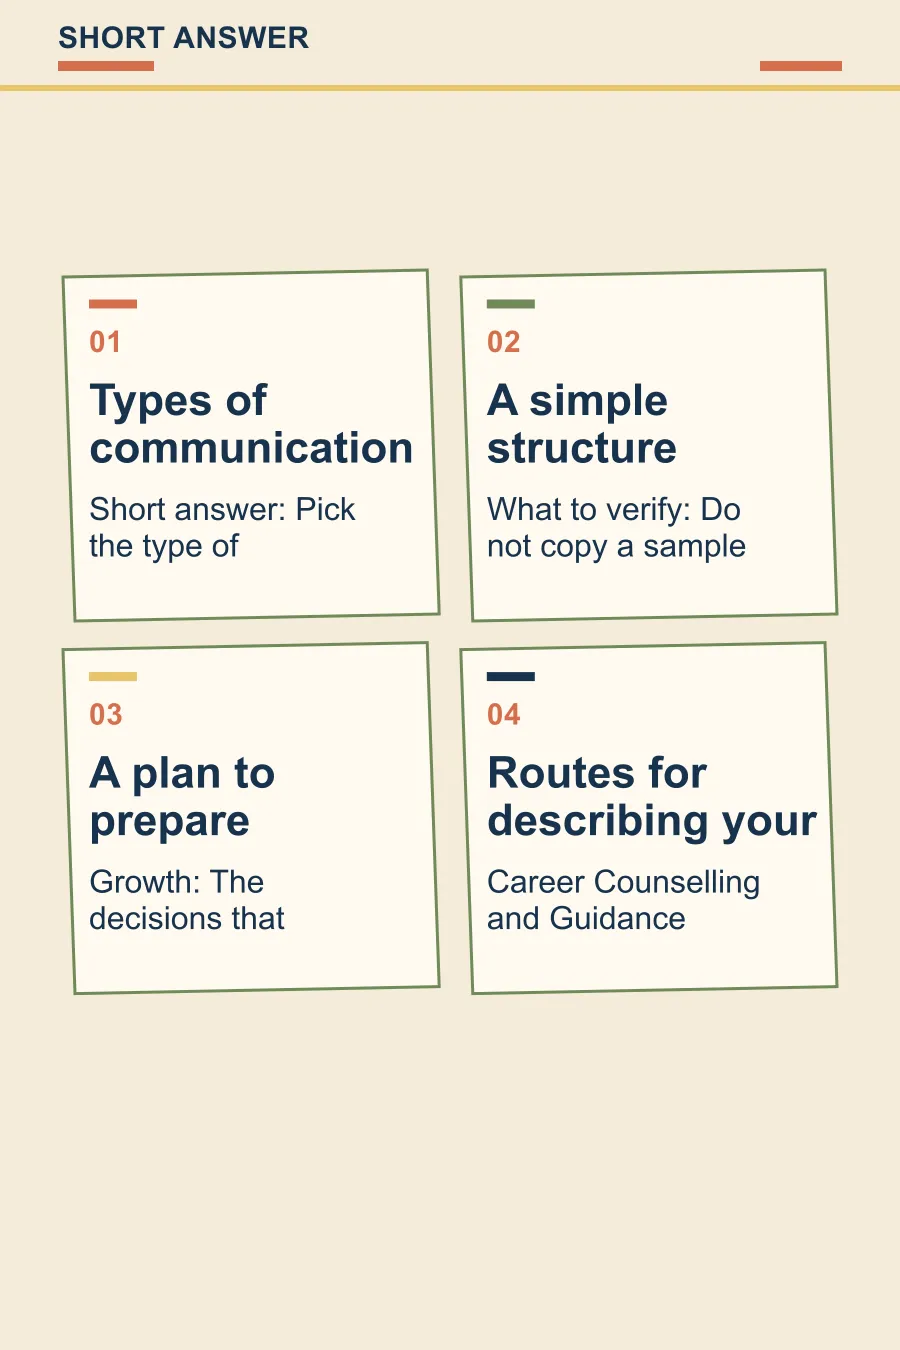 SHORT ANSWER
01
Types of
communication
Short answer: Pick
the type of
02
A simple
structure
What to verify: Do
not copy a sample
03
A plan to
prepare
Growth: The
decisions that
04
Routes for
describing your
Career Counselling
and Guidance